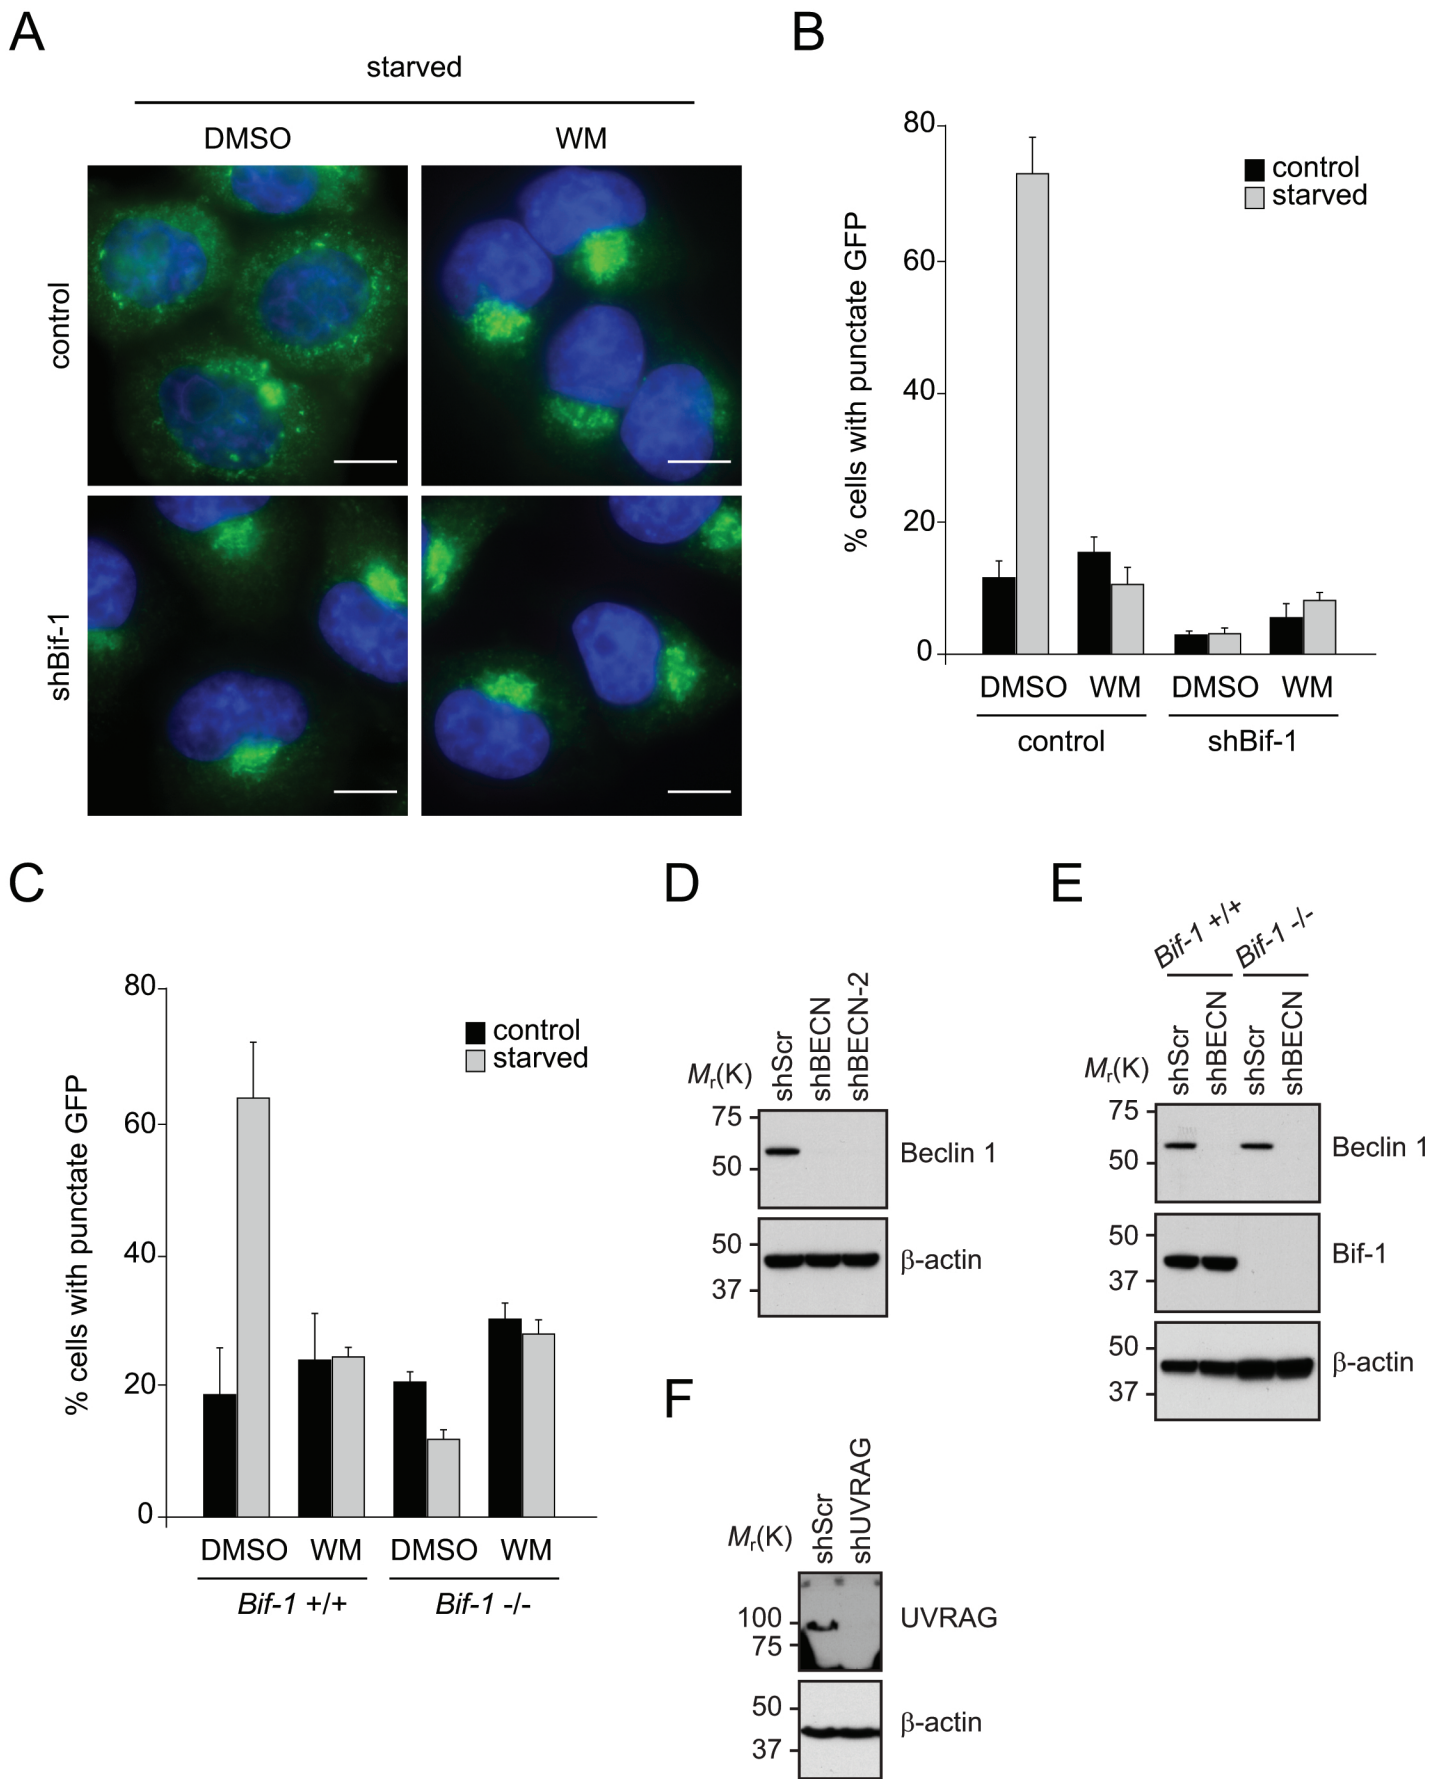 A
starved
DMSO
WM
control
shBif-1
B
80
60
40
20
0
% cells with punctate GFP
control
starved
DMSO WM DMSO WM
control shBif-1
C
80
60
40
20
0
% cells with punctate GFP
control
starved
DMSO WM DMSO WM
Bif-1 +/+ Bif-1 -/-
D
Mr(K)
shScr
shBECN
shBECN-2
75
50
Beclin 1
50
37
β-actin
E
Bif-1 +/+
Bif-1 -/-
Mr(K)
shScr
shBECN
shScr
shBECN
75
50
Beclin 1
50
37
Bif-1
50
37
β-actin
F
Mr(K)
shScr
shUVRAG
100
75
UVRAG
50
37
β-actin